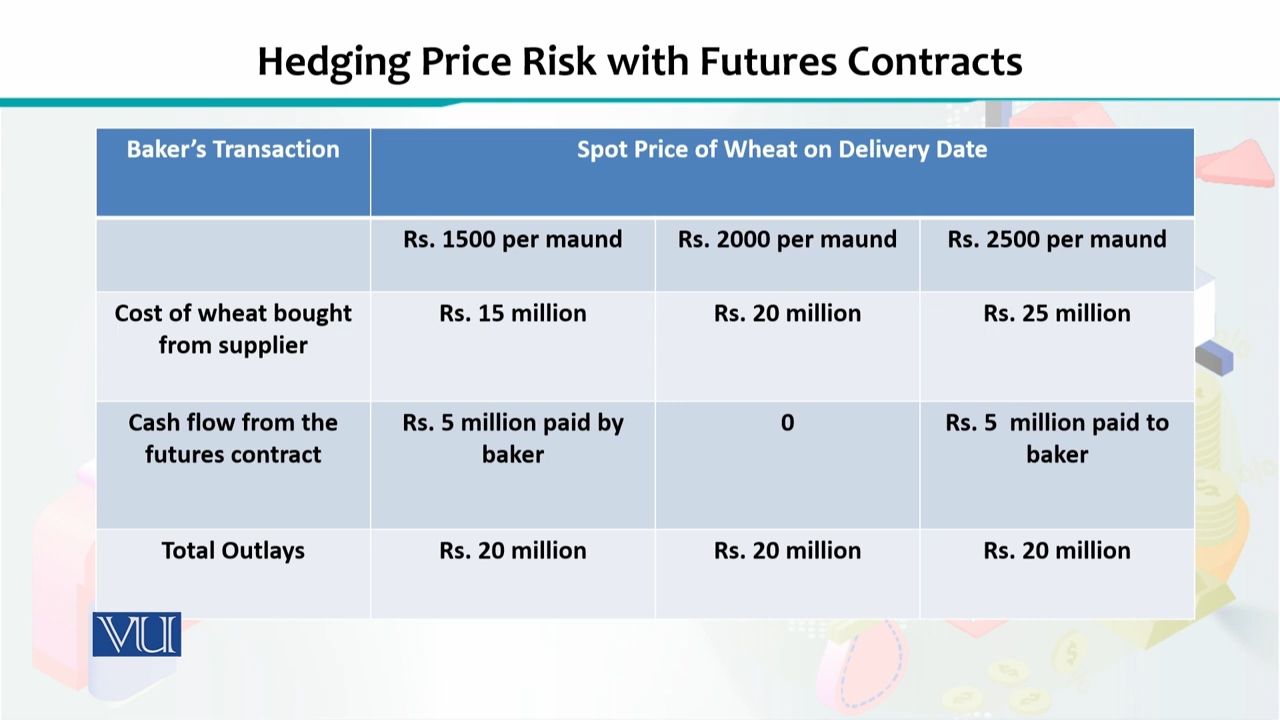 Hedging Price Risk with Futures Contracts
Baker's Transaction
Spot Price of Wheat on Delivery Date
Rs. 1500 per maund
Rs. 2000 per maund
Rs. 2500 per maund
Cost of wheat bought
from supplier
Rs. 15 million
Rs. 20 million
Rs. 25 million
Cash flow from the
futures contract
Rs. 5 million paid by
baker
0
Rs. 5  million paid to
baker
Total Outlays
Rs. 20 million
Rs. 20 million
Rs. 20 million
VU